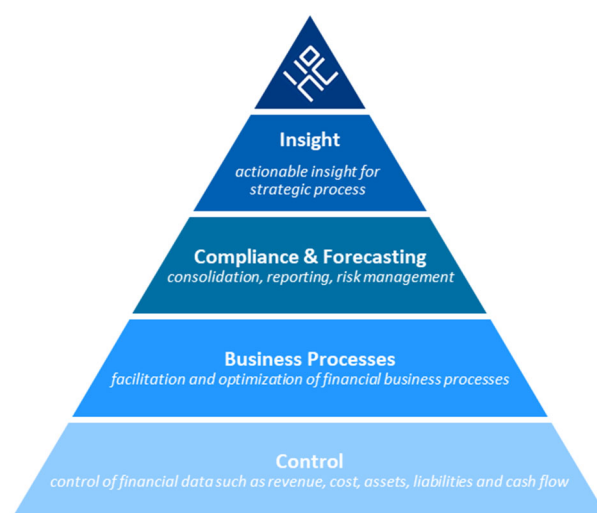 Insight
actionable insight for
strategic process
Compliance & Forecasting
consolidation, reporting, risk management
Business Processes
facilitation and optimization of financial business processes
Control
control of financial data such as revenue, cost, assets, liabilities and cash flow